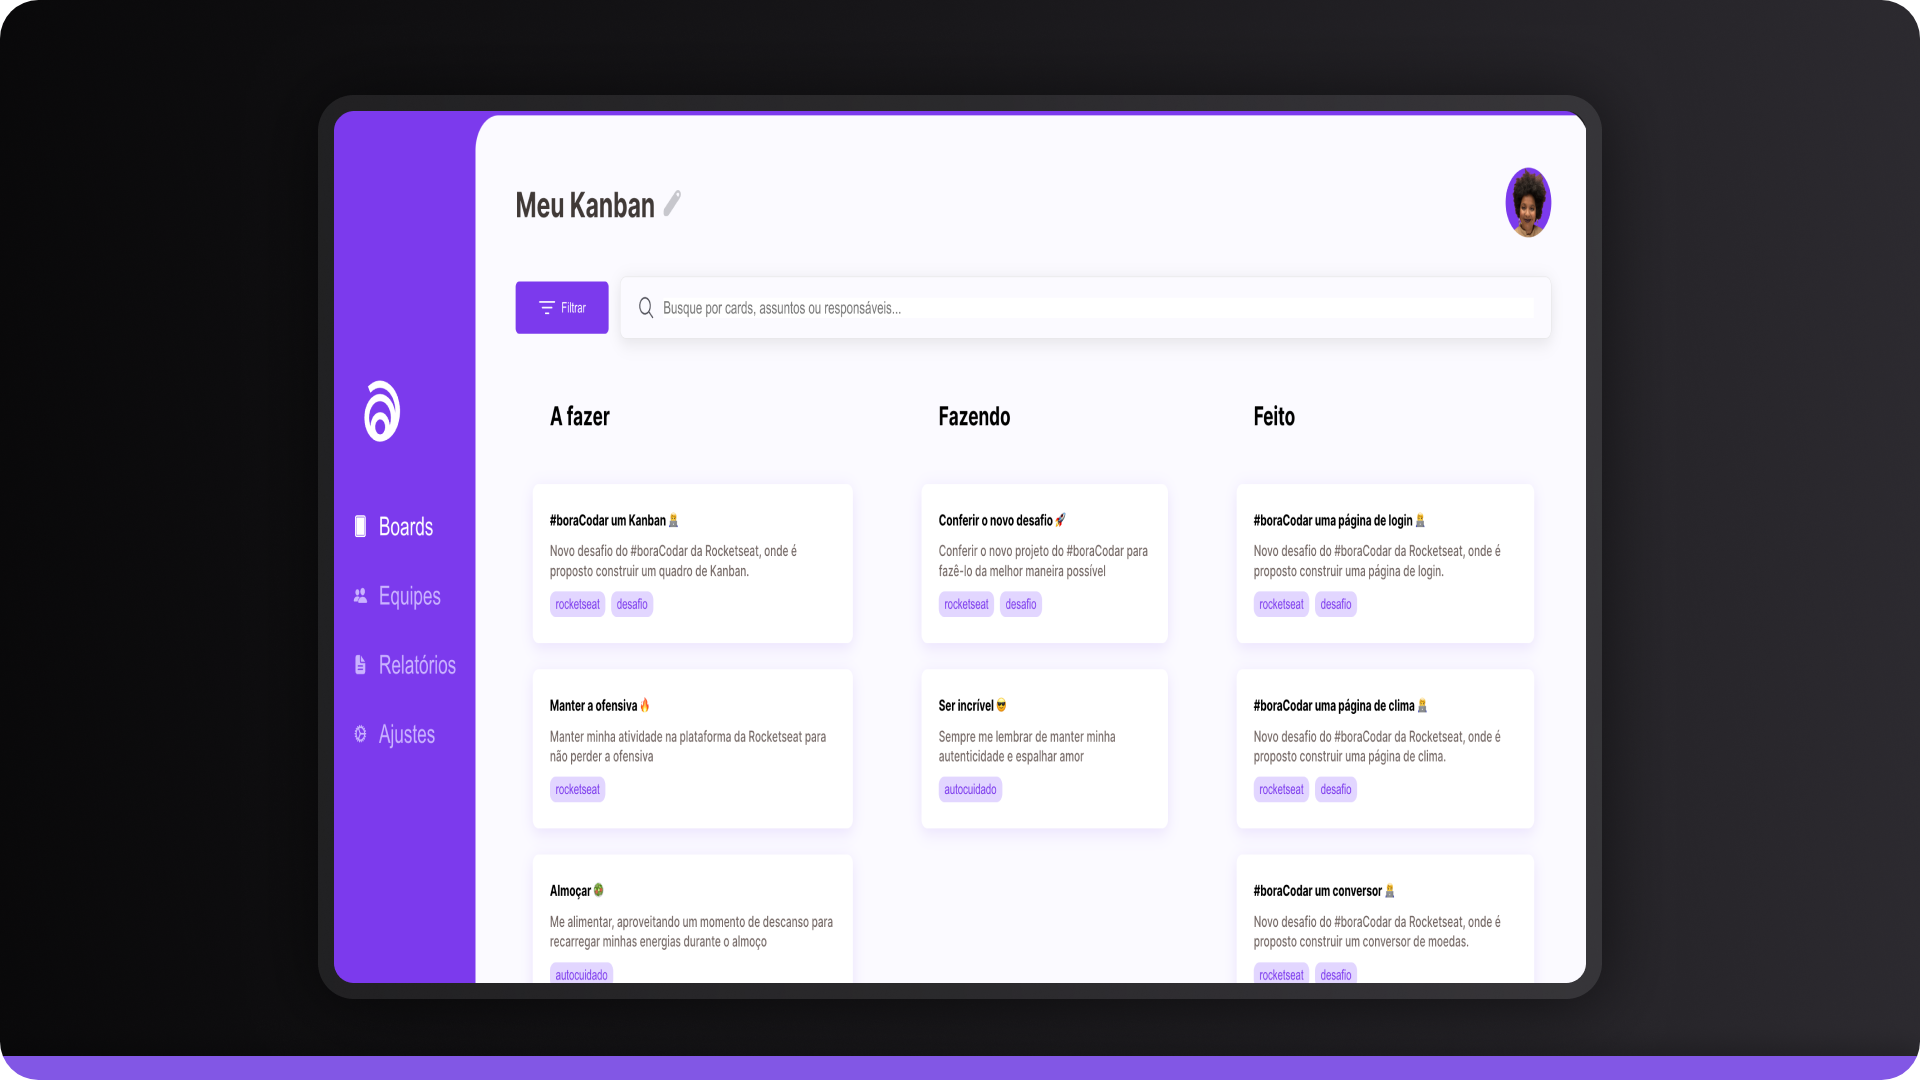 Meu Kanban
Filtrar
Busque por cards, assuntos ou responsáveis...
Boards
Equipes
Relatórios
Ajustes
A fazer
#boraCodar um Kanban 🧑‍💻
Novo desafio do #boraCodar da Rocketseat, onde é
proposto construir um quadro de Kanban.
rocketseat desafio
Manter a ofensiva 🔥
Manter minha atividade na plataforma da Rocketseat para
não perder a ofensiva
rocketseat
Almoçar 🥗
Me alimentar, aproveitando um momento de descanso para
recarregar minhas energias durante o almoço
autocuidado
Fazendo
Conferir o novo desafio 🚀
Conferir o novo projeto do #boraCodar para
fazê-lo da melhor maneira possível
rocketseat desafio
Ser incrível 😎
Sempre me lembrar de manter minha
autenticidade e espalhar amor
autocuidado
Feito
#boraCodar uma página de login 🧑‍💻
Novo desafio do #boraCodar da Rocketseat, onde é
proposto construir uma página de login.
rocketseat desafio
#boraCodar uma página de clima 🧑‍💻
Novo desafio do #boraCodar da Rocketseat, onde é
proposto construir uma página de clima.
rocketseat desafio
#boraCodar um conversor 🧑‍💻
Novo desafio do #boraCodar da Rocketseat, onde é
proposto construir um conversor de moedas.
rocketseat desafio